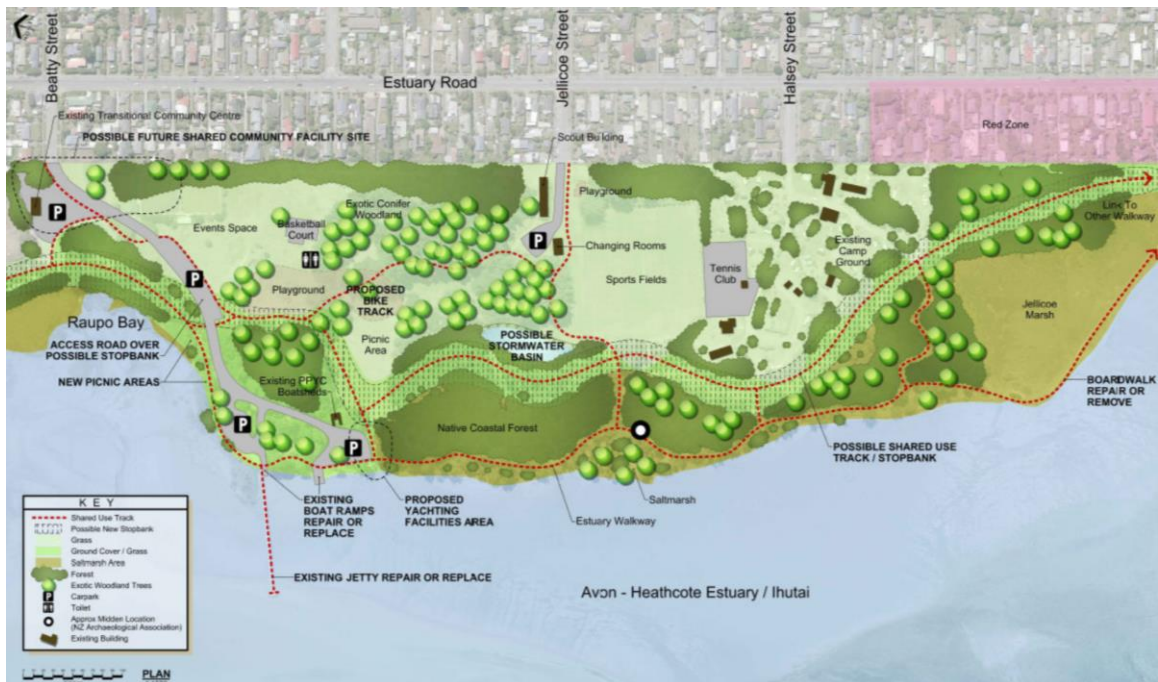 Beatty Street
Estuary Road
Jellicoe Street
Halsey Street
Red Zone
Existing Transitional Community Centre
POSSIBLE FUTURE SHARED COMMUNITY FACILITY SITE
Scout Building
P
Events Space
Basketball
Court
Exotic Conifer
Woodland
Playground
P
Changing Rooms
Sports Fields
Tennis
Club
Existing
Camp
Ground
Link To
Other Walkway
Jellicoe
Marsh
P
Playground
PROPOSED
BIKE
TRACK
Picnic
Area
POSSIBLE
STORMWATER
BASIN
Raupo Bay
ACCESS ROAD OVER
POSSIBLE STOPBANK
NEW PICNIC AREAS
Existing PPYC
Boatsheds
P
P
Native Coastal Forest
BOARDWALK
REPAIR OR
REMOVE
POSSIBLE SHARED USE
TRACK / STOPBANK
Saltmarsh
Estuary Walkway
EXISTING
BOAT RAMPS
REPAIR OR
REPLACE
PROPOSED
YACHTING
FACILITIES AREA
EXISTING JETTY REPAIR OR REPLACE
Avon - Heathcote Estuary / Ihutai
KEY
Shared Use Track
Possible New Stopbank
Grass
Ground Cover / Grass
Saltmarsh Area
Forest
Exotic Woodland Trees
P Carpark
Toilet
Approx Midden Location
(NZ Archaeological Association)
Existing Building
PLAN